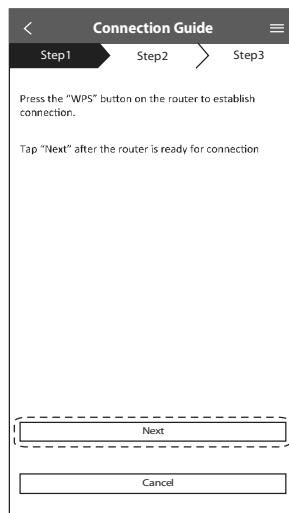 Connection Guide
Step1 Step2 Step3
Press the “WPS” button on the router to establish
connection.
Tap “Next” after the router is ready for connection
Next
Cancel